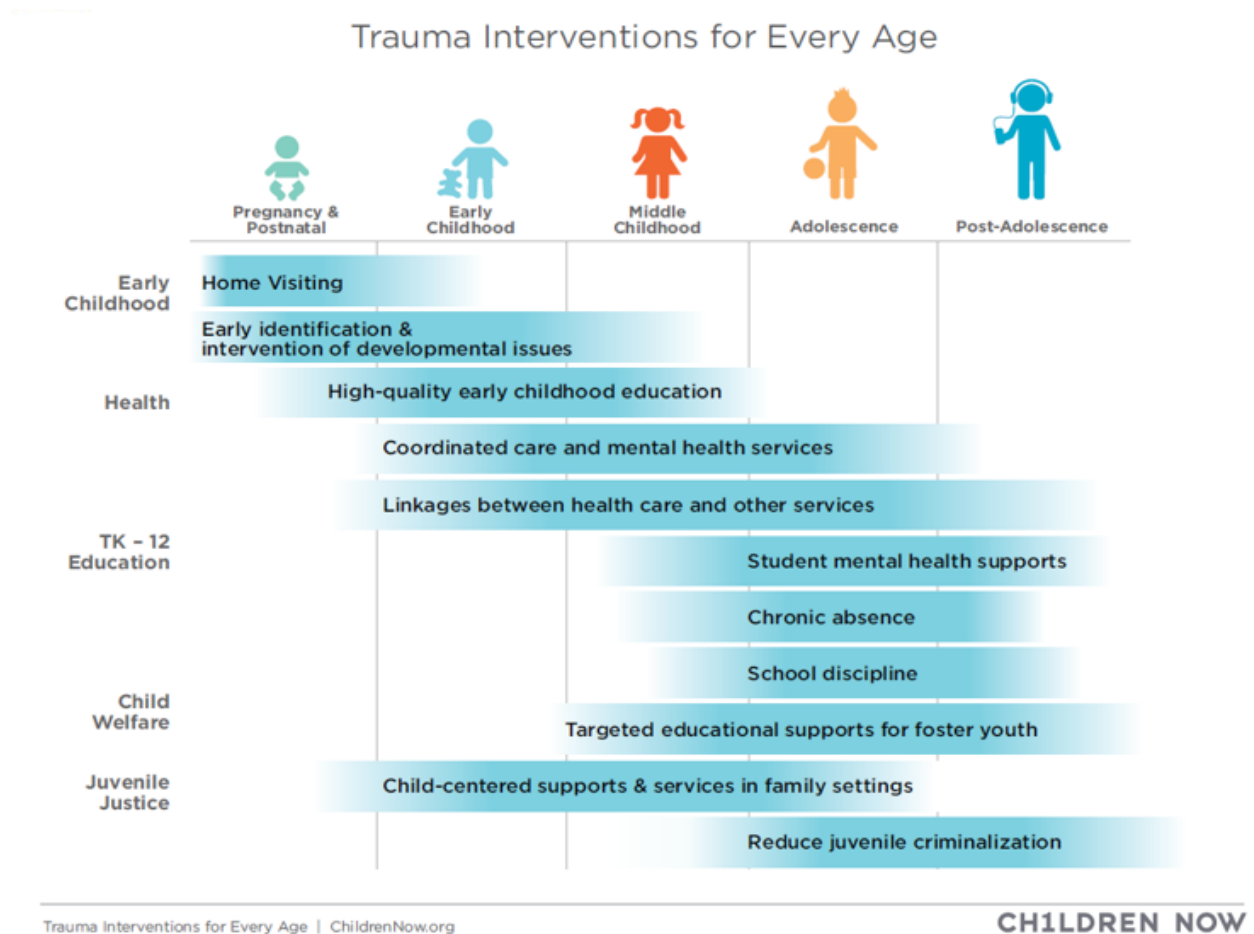 Trauma Interventions for Every Age
Pregnancy &
Postnatal
Early
Childhood
Middle
Childhood
Adolescence
Post-Adolescence
Early
Childhood
Home Visiting
Early identification &
intervention of developmental issues
Health
High-quality early childhood education
Coordinated care and mental health services
Linkages between health care and other services
TK – 12
Education
Student mental health supports
Chronic absence
School discipline
Child
Welfare
Targeted educational supports for foster youth
Juvenile
Justice
Child-centered supports & services in family settings
Reduce juvenile criminalization
Trauma Interventions for Every Age | ChildrenNow.org
CH1LDREN NOW